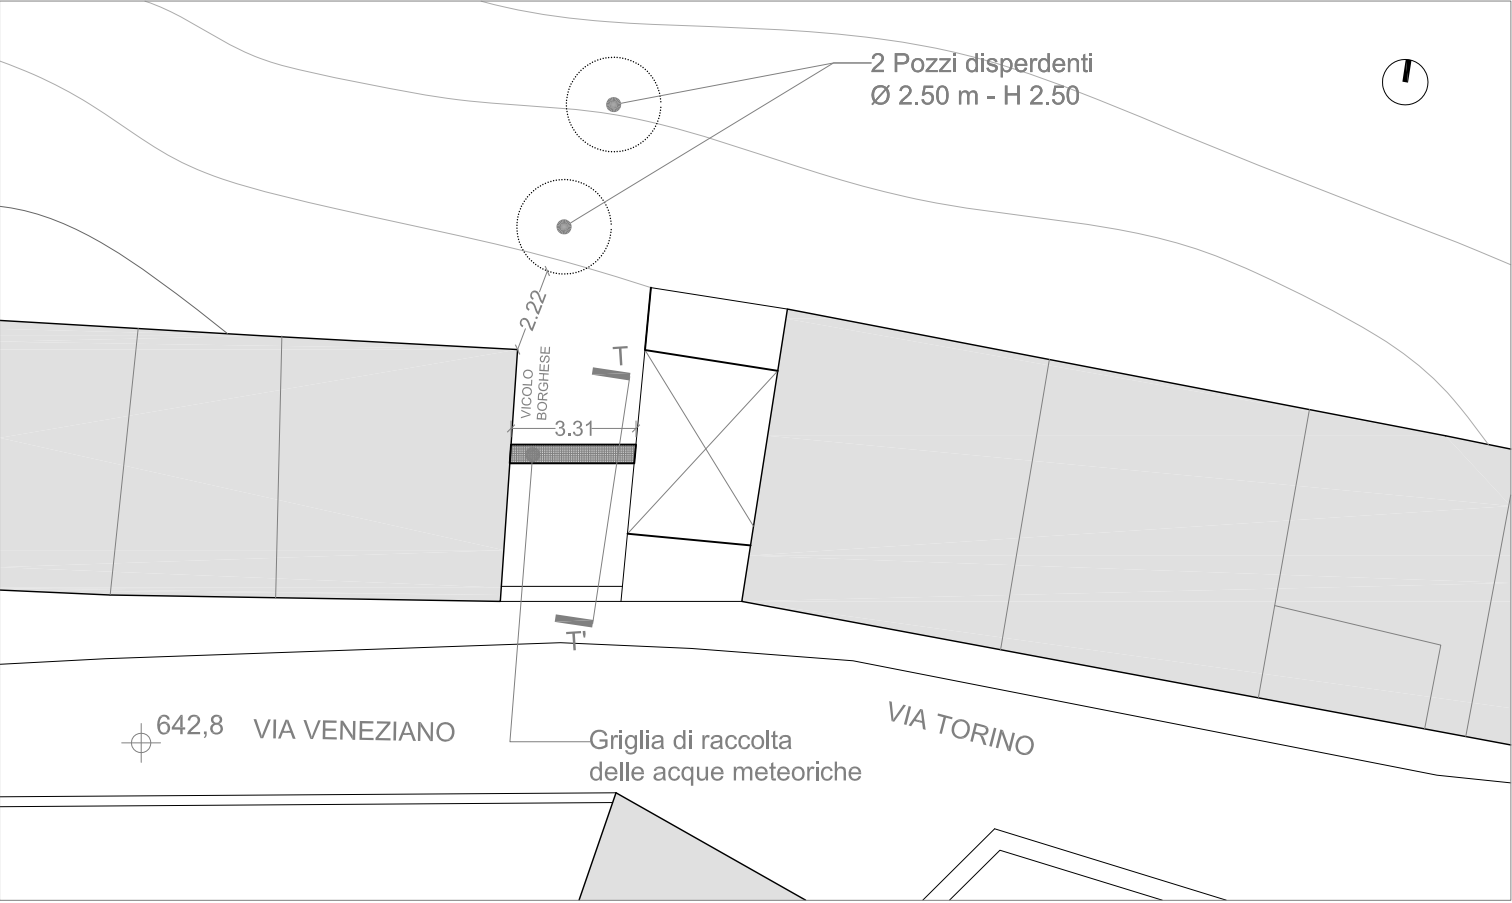 2 Pozzi disperdenti
Ø 2.50 m - H 2.50
2.22
VICOLO
BORGHESE
T
3.31
T'
642,8
VIA VENEZIANO
VIA TORINO
Griglia di raccolta
delle acque meteoriche